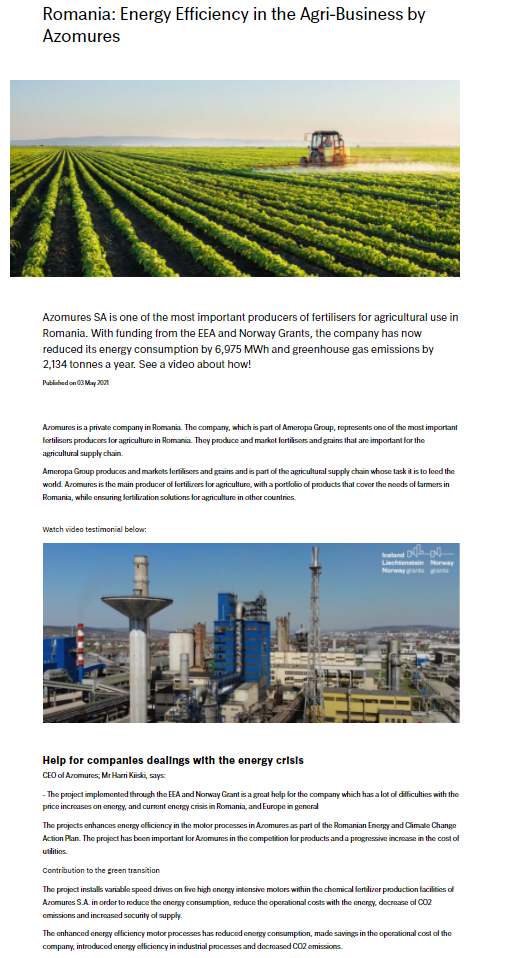 Romania: Energy Efficiency in the Agri-Business by
Azomures
Azomures SA is one of the most important producers of fertilisers for agricultural use in
Romania. With funding from the EEA and Norway Grants, the company has now
reduced its energy consumption by 6,975 MWh and greenhouse gas emissions by
2,134 tonnes a year. See a video about how!
Published on 03 May 2021
Azomures is a private company in Romania. The company, which is part of Ameropa Group, represents one of the most important
fertilisers producers for agriculture in Romania. They produce and market fertilisers and grains that are important for the
agricultural supply chain.
Ameropa Group produces and markets fertilisers and grains and is part of the agricultural supply chain whose task it is to feed the
world. Azomures is the main producer of fertilizers for agriculture, with a portfolio of products that cover the needs of farmers in
Romania, while ensuring fertilization solutions for agriculture in other countries.
Watch video testimonial below:
Iceland
Liechtenstein Norway
Norway grants grants
Help for companies dealings with the energy crisis
CEO of Azomures; Mr Harri Kiiski, says:
- The project implemented through the EEA and Norway Grant is a great help for the company which has a lot of difficulties with the
price increases on energy, and current energy crisis in Romania, and Europe in general
The projects enhances energy efficiency in the motor processes in Azomures as part of the Romanian Energy and Climate Change
Action Plan. The project has been important for Azomures in the competition for products and a progressive increase in the cost of
utilities.
Contribution to the green transition
The project installs variable speed drives on five high energy intensive motors within the chemical fertilizer production facilities of
Azomures S.A. in order to reduce the energy consumption, reduce the operational costs with the energy, decrease of CO2
emissions and increased security of supply.
The enhanced energy efficiency motor processes has reduced energy consumption, made savings in the operational cost of the
company, introduced energy efficiency in industrial processes and decreased CO2 emissions.